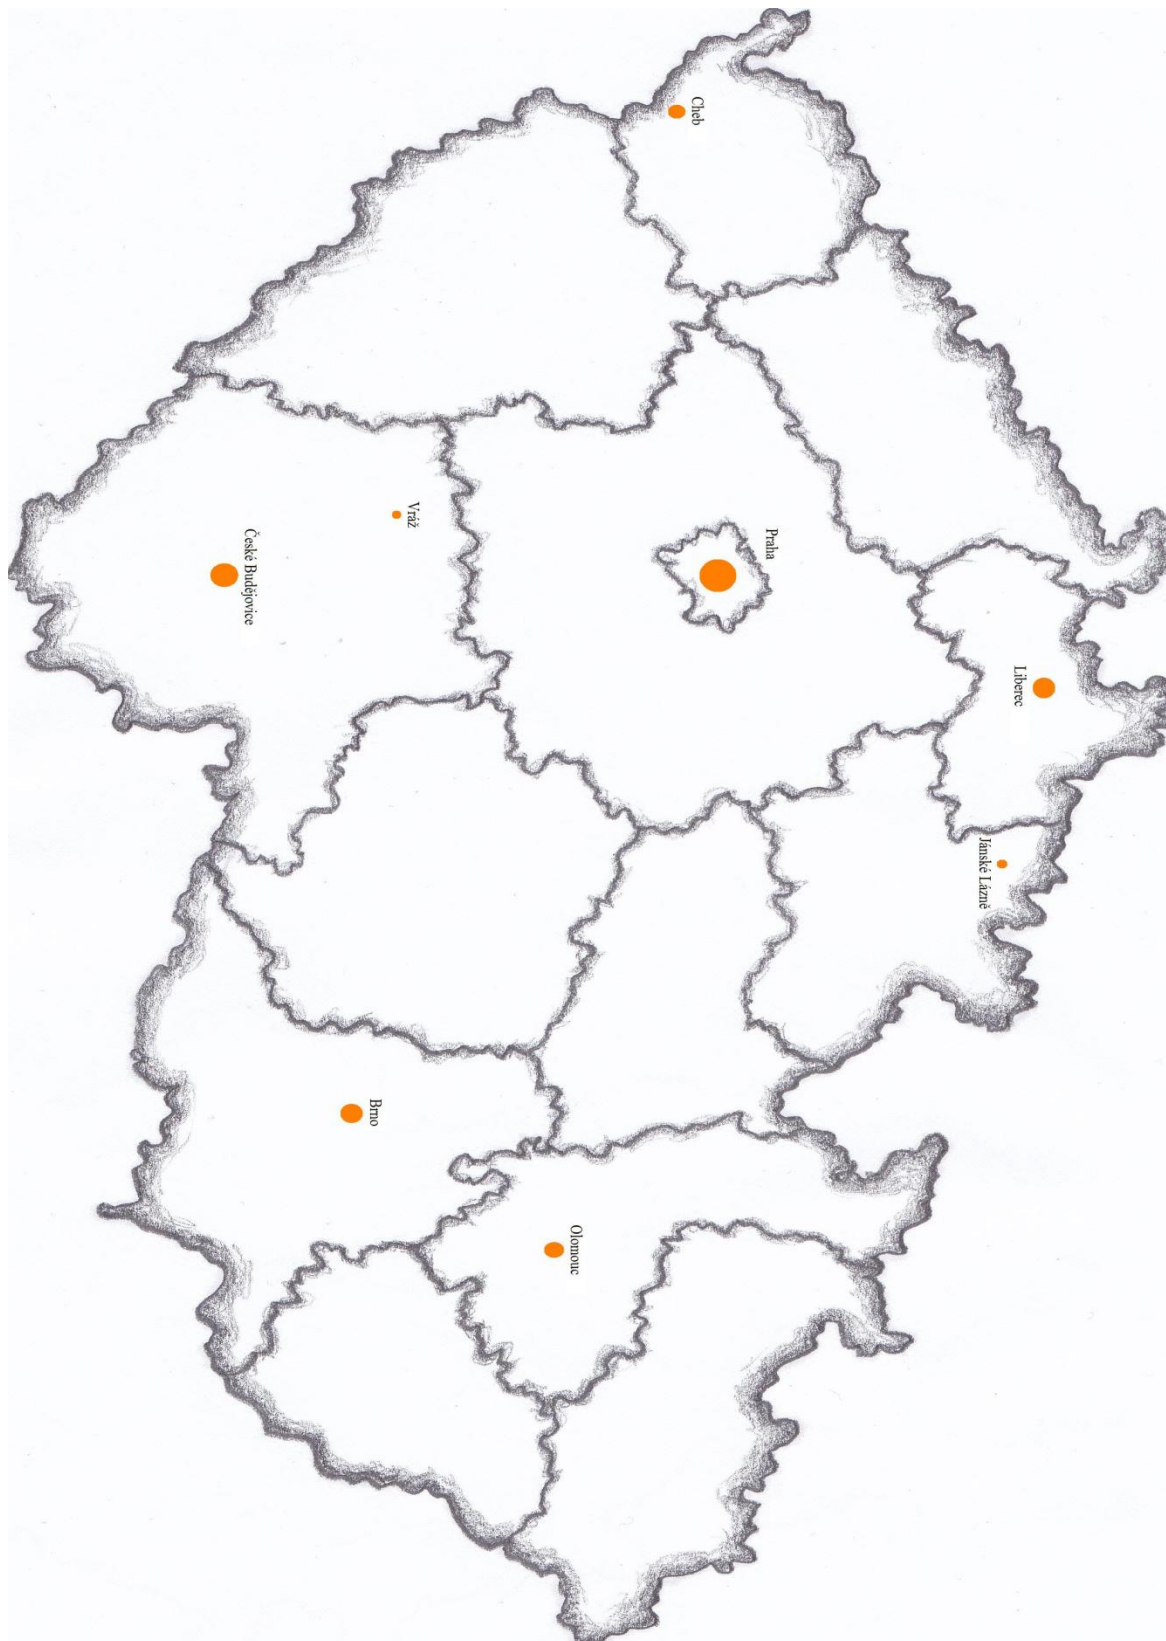 Cheb
Liberec
Jánské Lázně
Praha
Vráž
České Budějovice
Olomouc
Brno